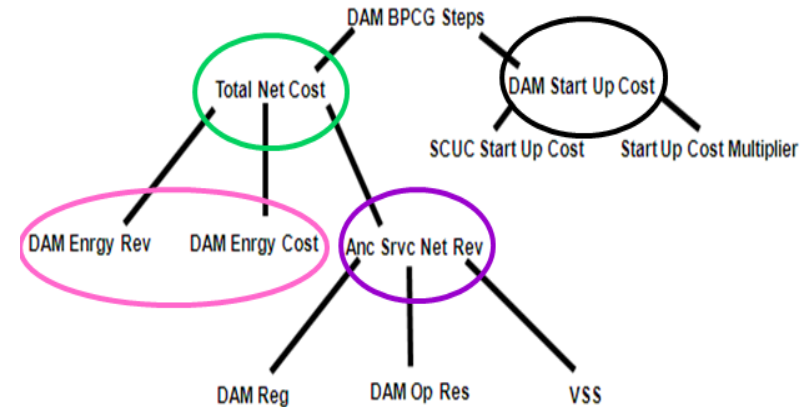 DAM BPCG Steps
Total Net Cost
DAM Start Up Cost
SCUC Start Up Cost
Start Up Cost Multiplier
DAM Enrgy Rev
DAM Enrgy Cost
Anc Srvc Net Rev
DAM Reg
DAM Op Res
VSS